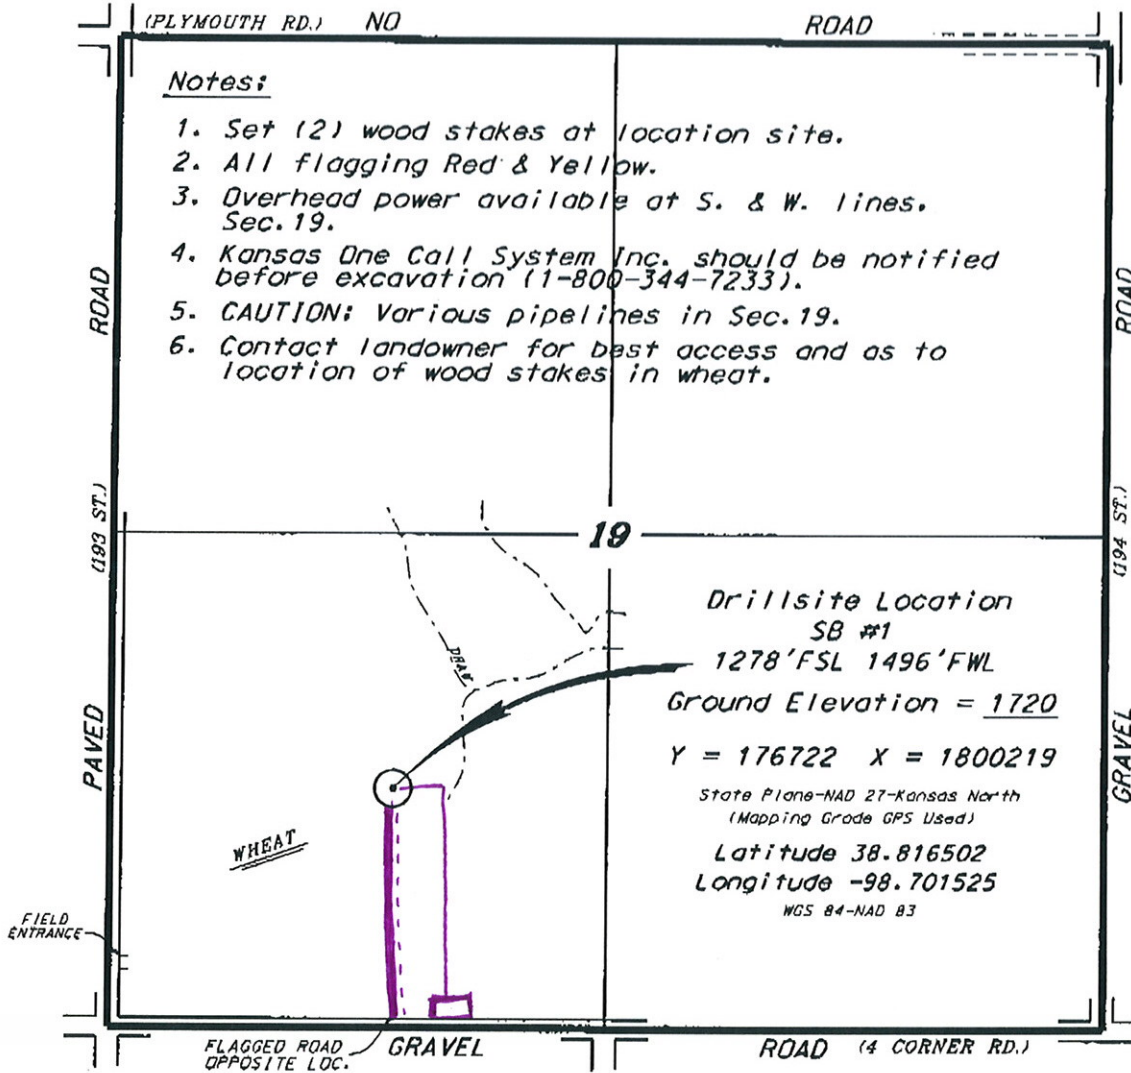 (PLYMOUTH RD.) NO ROAD
Notes:
1. Set (2) wood stakes at location site.
2. All flagging Red & Yellow.
3. Overhead power available at S. & W. lines.
Sec. 19.
4. Kansas One Call System Inc. should be notified
before excavation (1-800-344-7233).
5. CAUTION: Various pipelines in Sec. 19.
6. Contact landowner for best access and as to
location of wood stakes in wheat.
ROAD
ROAD
(193 ST.)
(194 ST.)
19
Drillsite Location
SB #1
1278'FSL 1496'FWL
Ground Elevation = 1720
Y = 176722 X = 1800219
State Plane-NAD 27-Kansas North
(Mapping Grade GPS Used)
Latitude 38.816502
Longitude -98.701525
WGS 84-NAD 83
DRAW
PAVED
GRAVEL
WHEAT
FIELD
ENTRANCE
FLAGGED ROAD
OPPOSITE LOC.
GRAVEL ROAD (4 CORNER RD.)